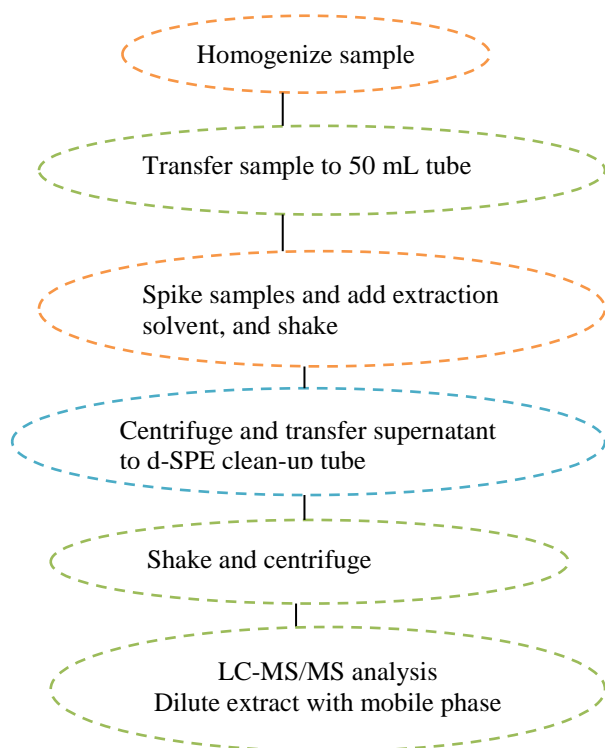 Homogenize sample
Transfer sample to 50 mL tube
Spike samples and add extraction
solvent, and shake
Centrifuge and transfer supernatant
to d-SPE clean-up tube
Shake and centrifuge
LC-MS/MS analysis
Dilute extract with mobile phase